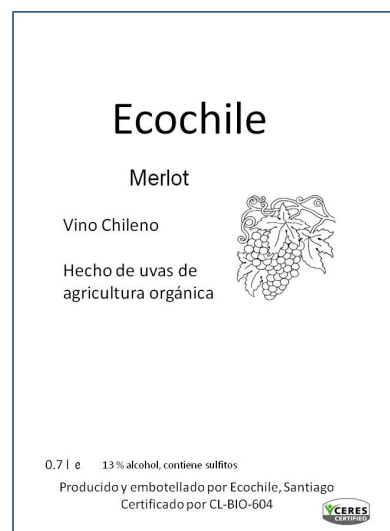 Ecochile
Merlot
Vino Chileno
Hecho de uvas de
agricultura orgánica
0.7 l e 13 % alcohol, contiene sulfitos
Producido y embotellado por Ecochile, Santiago
Certificado por CL-BIO-604
CERES
CERTIFIED